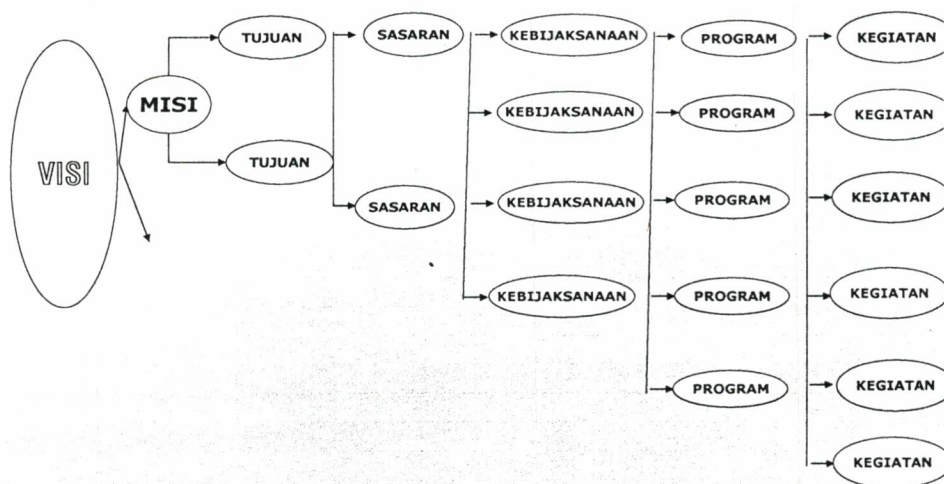 VISI
MISI
TUJUAN
TUJUAN
SASARAN
SASARAN
KEBIJAKSANAAN
KEBIJAKSANAAN
KEBIJAKSANAAN
KEBIJAKSANAAN
PROGRAM
PROGRAM
PROGRAM
PROGRAM
PROGRAM
KEGIATAN
KEGIATAN
KEGIATAN
KEGIATAN
KEGIATAN
KEGIATAN